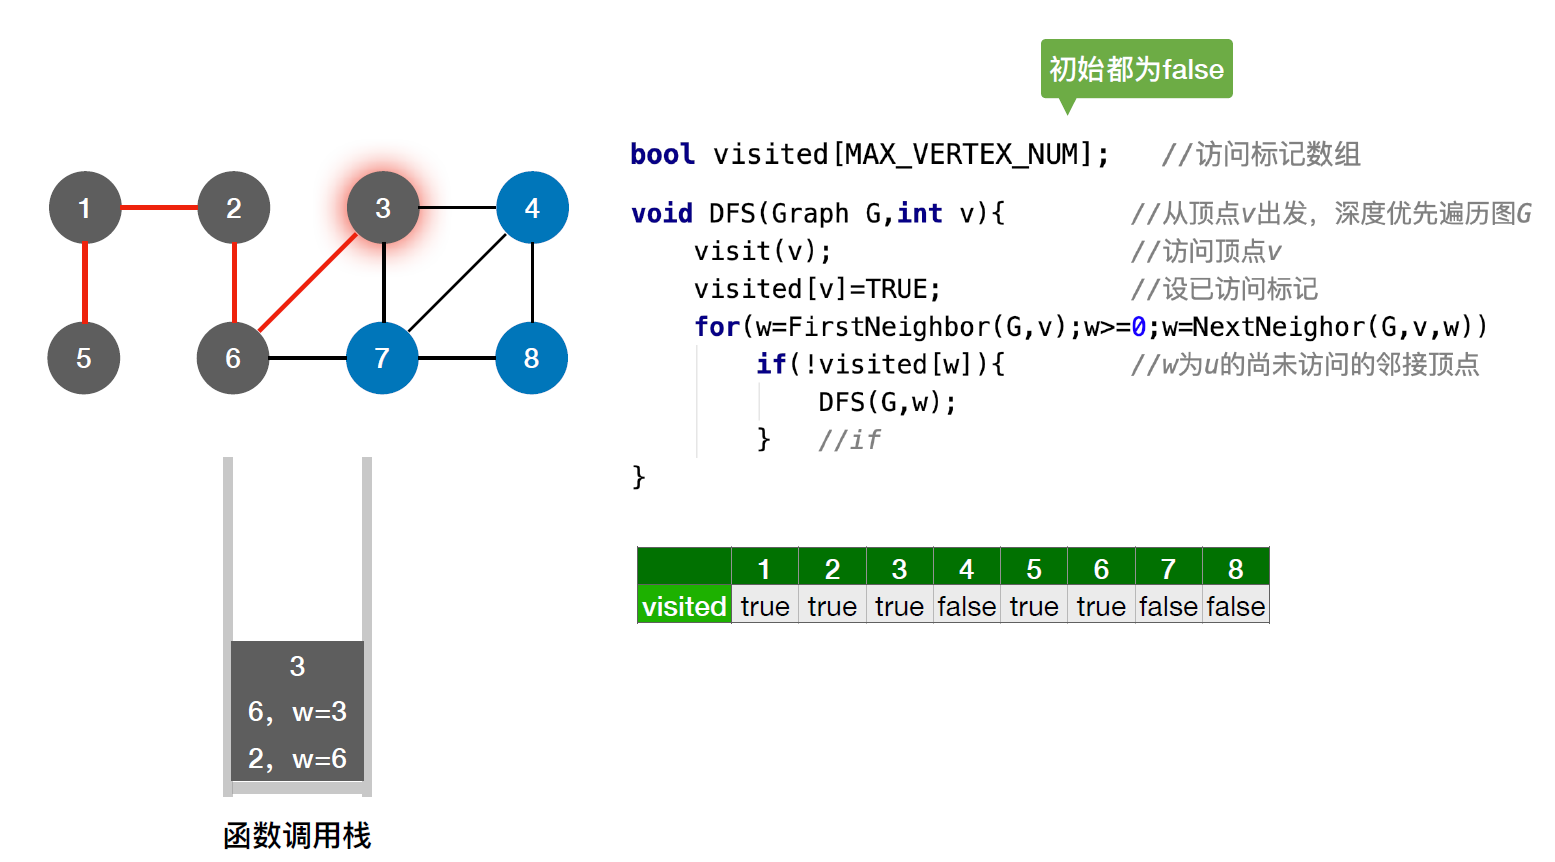 初始都为false
bool visited[MAX_VERTEX_NUM]; //访问标记数组
void DFS(Graph G,int v){ //从顶点v出发，深度优先遍历图G
visit(v); //访问顶点v
visited[v]=TRUE; //设已访问标记
for(w=FirstNeighbor(G,v);w>=0;w=NextNeighor(G,v,w))
if(!visited[w]){ //w为u的尚未访问的邻接顶点
DFS(G,w);
} //if
}
1 2 3 4
5 6 7 8
1 2 3 4 5 6 7 8
visited true true true false true true false false
3
6，w=3
2，w=6
函数调用栈